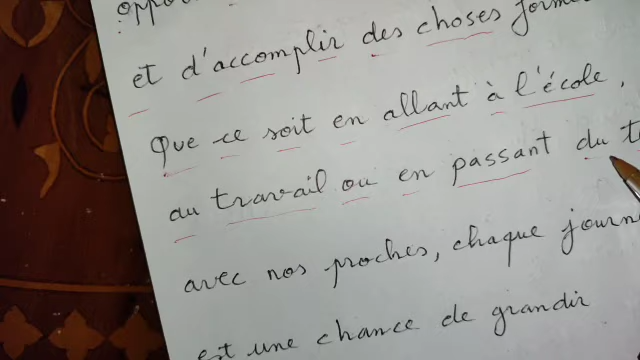 et d'accomplir des choses
Que ce soit en allant à l'école,
au travail ou en passant du
avec nos proches, chaque
est une chance de grandir